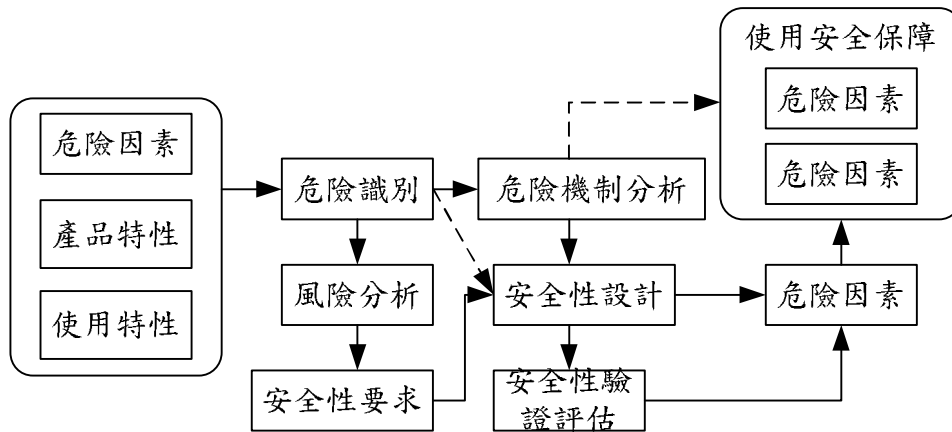 使用安全保障
危險因素
危險因素
危險因素
產品特性
使用特性
危險識別
危險機制分析
風險分析
安全性設計
危險因素
安全性要求
安全性驗
證評估